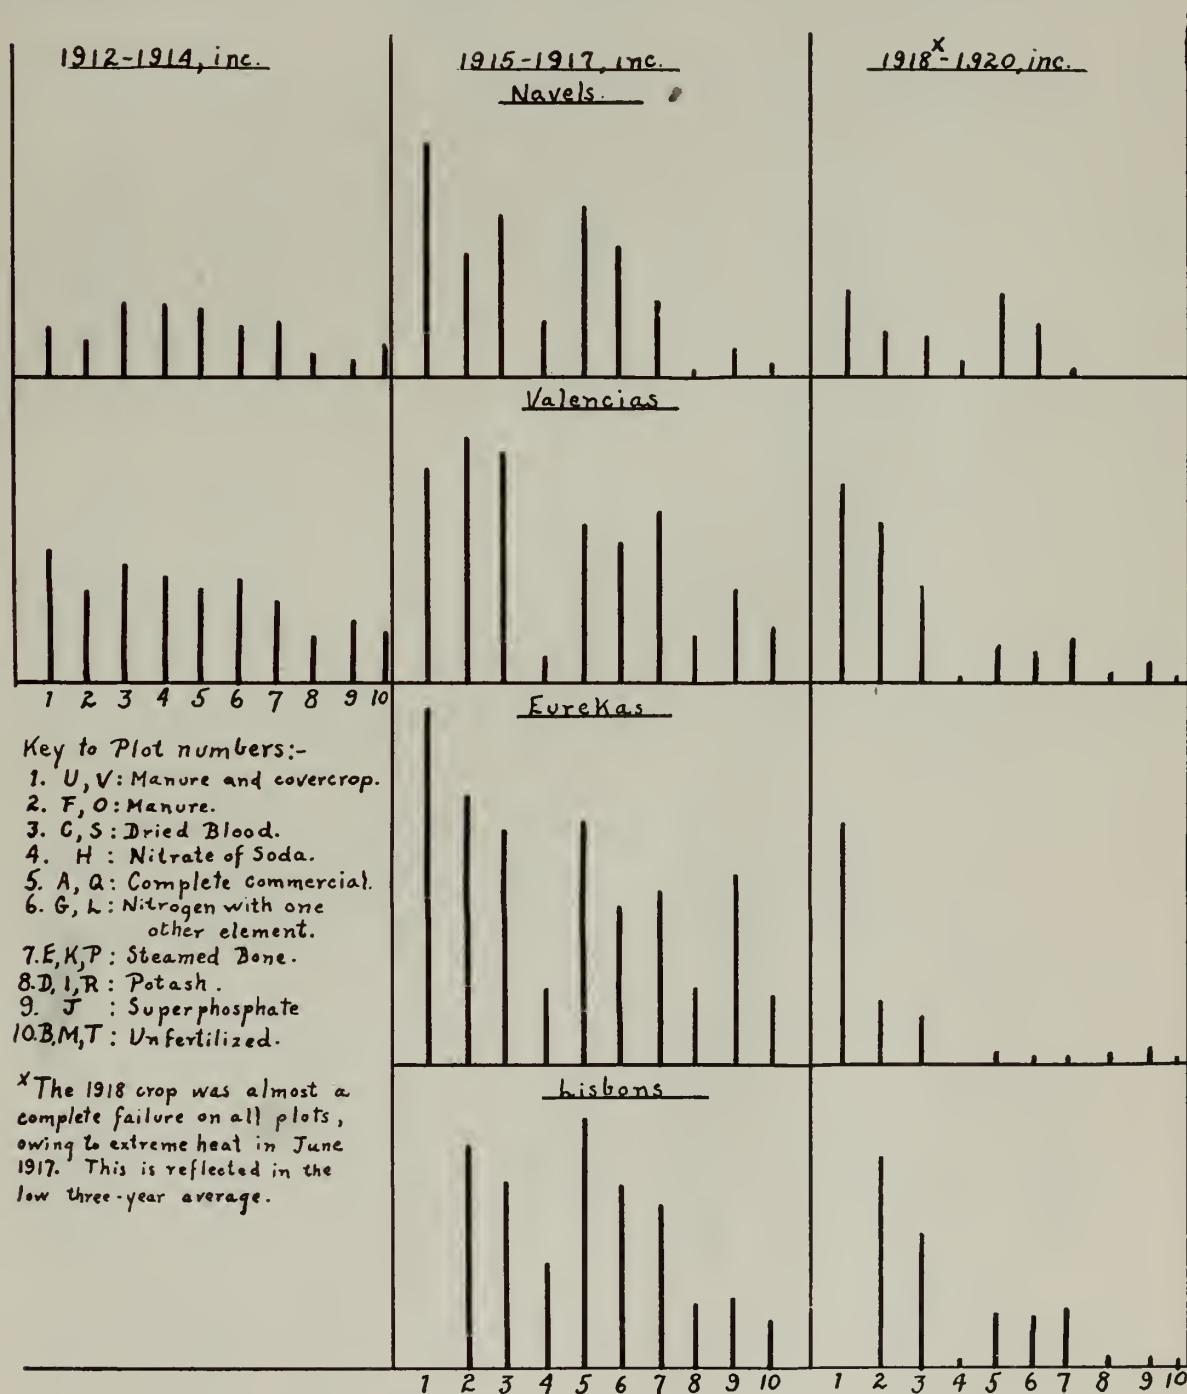 1912-1914, inc.
1915-1917, inc.
1918ˣ-1920, inc.
Navels.
Valencias
1 2 3 4 5 6 7 8 9 10
Eurekas
Key to Plot numbers:-
1. U, V: Manure and covercrop.
2. F, O: Manure.
3. C, S: Dried Blood.
4. H : Nitrate of Soda.
5. A, Q: Complete commercial.
6. G, L: Nitrogen with one
other element.
7. E, K, P: Steamed Bone.
8. D, I, R: Potash.
9. J : Superphosphate
10. B, M, T: Unfertilized.
ˣThe 1918 crop was almost a
complete failure on all plots,
owing to extreme heat in June
1917. This is reflected in the
low three-year average.
Lisbons
1 2 3 4 5 6 7 8 9 10
1 2 3 4 5 6 7 8 9 10